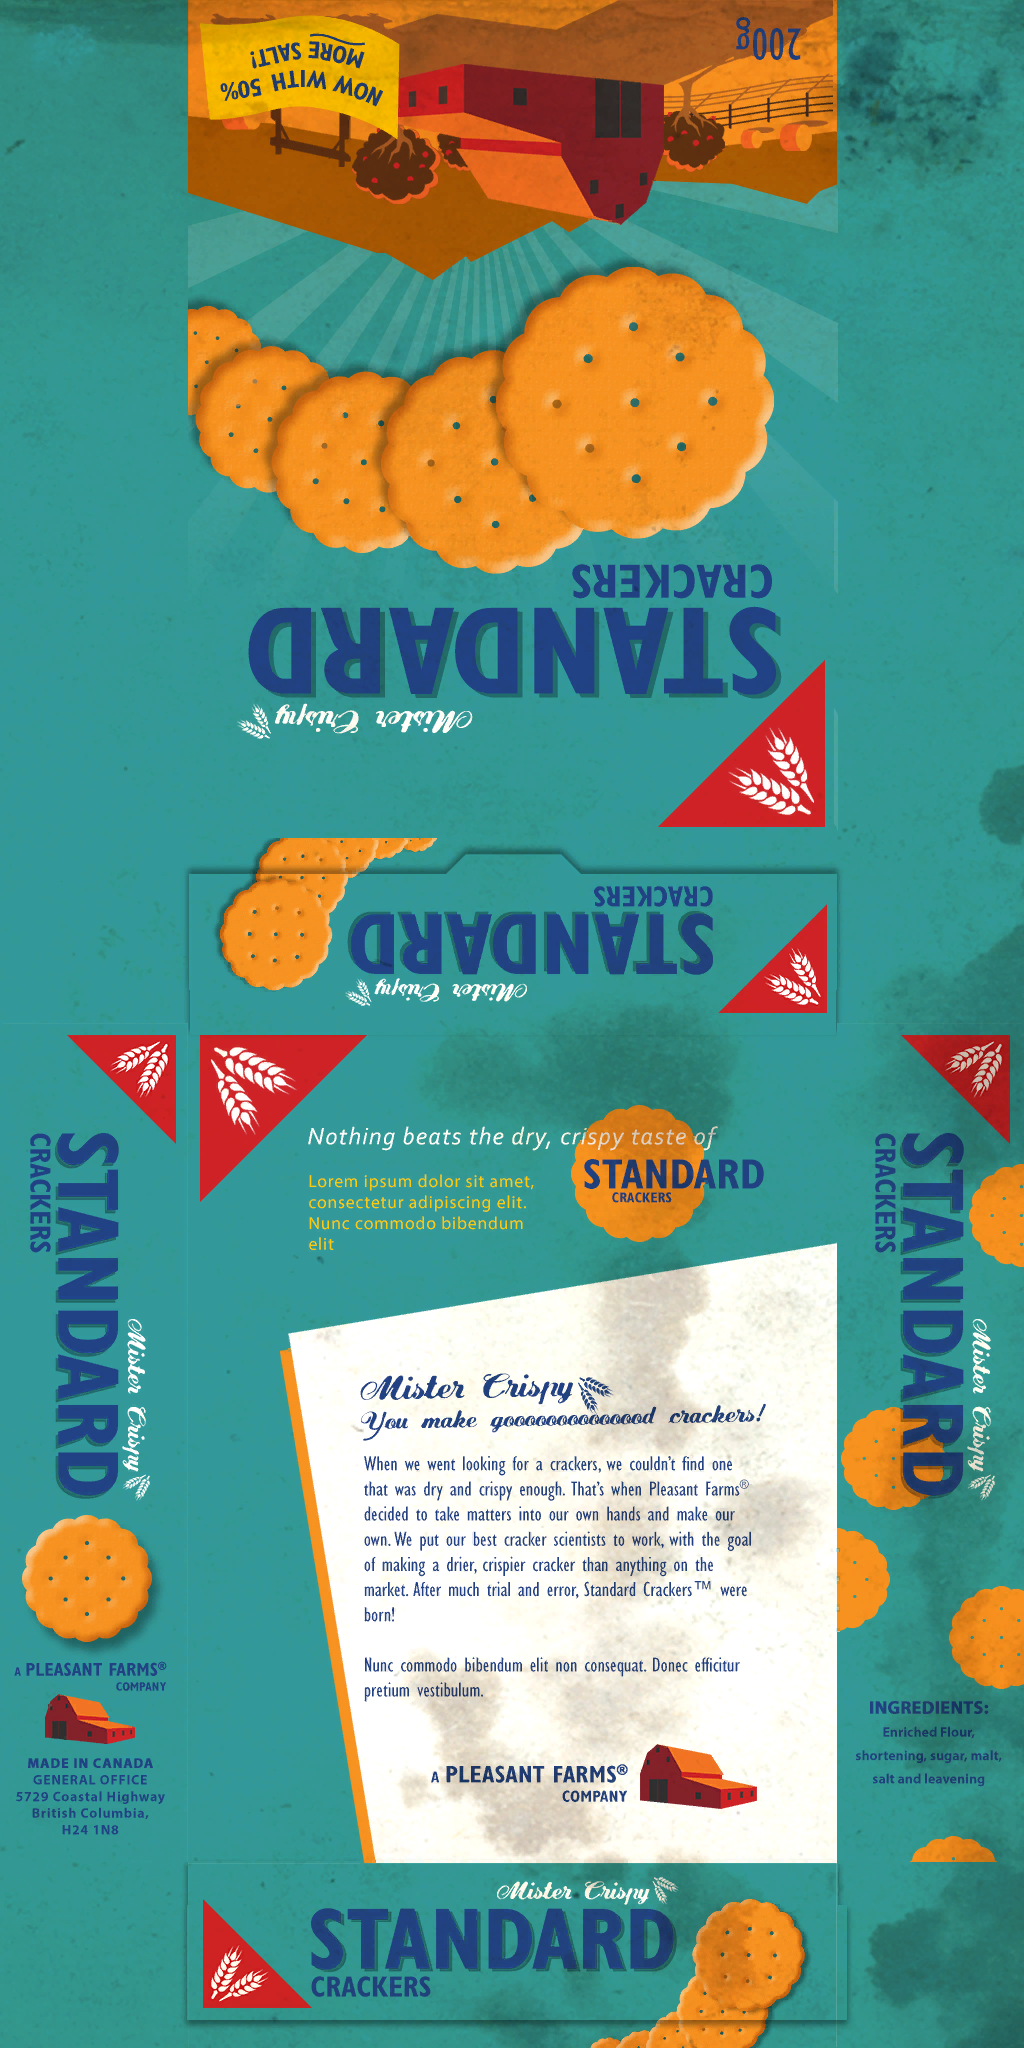 Mister Crispy
STANDARD
CRACKERS
NOW WITH 50%
MORE SALT!
200g
Mister Crispy
STANDARD
CRACKERS
Mister Crispy
STANDARD
CRACKERS
A PLEASANT FARMS®
COMPANY
MADE IN CANADA
GENERAL OFFICE
5729 Coastal Highway
British Columbia,
H24 1N8
Nothing beats the dry, crispy taste of
STANDARD
CRACKERS
Lorem ipsum dolor sit amet,
consectetur adipiscing elit.
Nunc commodo bibendum
elit
Mister Crispy
You make gooooooooooooood crackers!
When we went looking for a crackers, we couldn't find one
that was dry and crispy enough. That's when Pleasant Farms®
decided to take matters into our own hands and make our
own. We put our best cracker scientists to work, with the goal
of making a drier, crispier cracker than anything on the
market. After much trial and error, Standard Crackers™ were
born!
Nunc commodo bibendum elit non consequat. Donec efficitur
pretium vestibulum.
A PLEASANT FARMS®
COMPANY
Mister Crispy
STANDARD
CRACKERS
INGREDIENTS:
Enriched Flour,
shortening, sugar, malt,
salt and leavening
Mister Crispy
STANDARD
CRACKERS